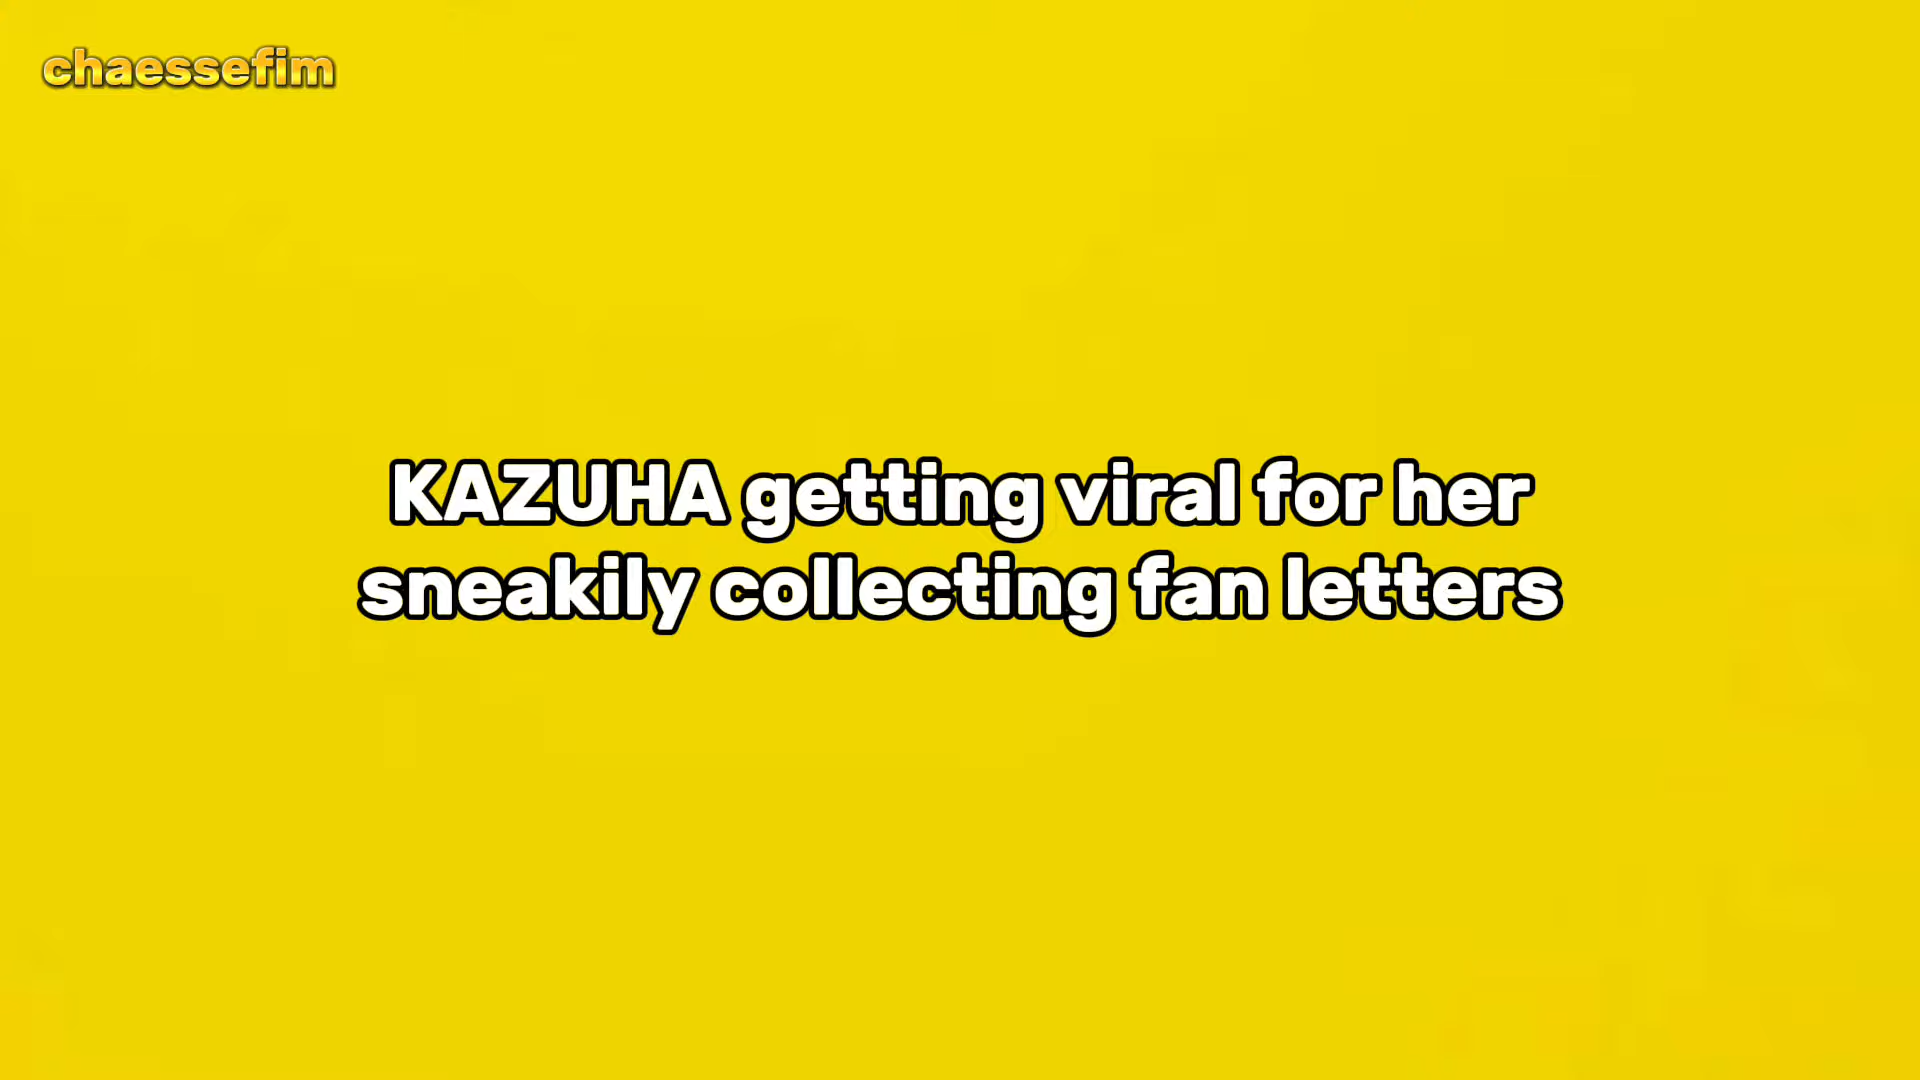 chaessefim
KAZUHA getting viral for her
sneakily collecting fan letters